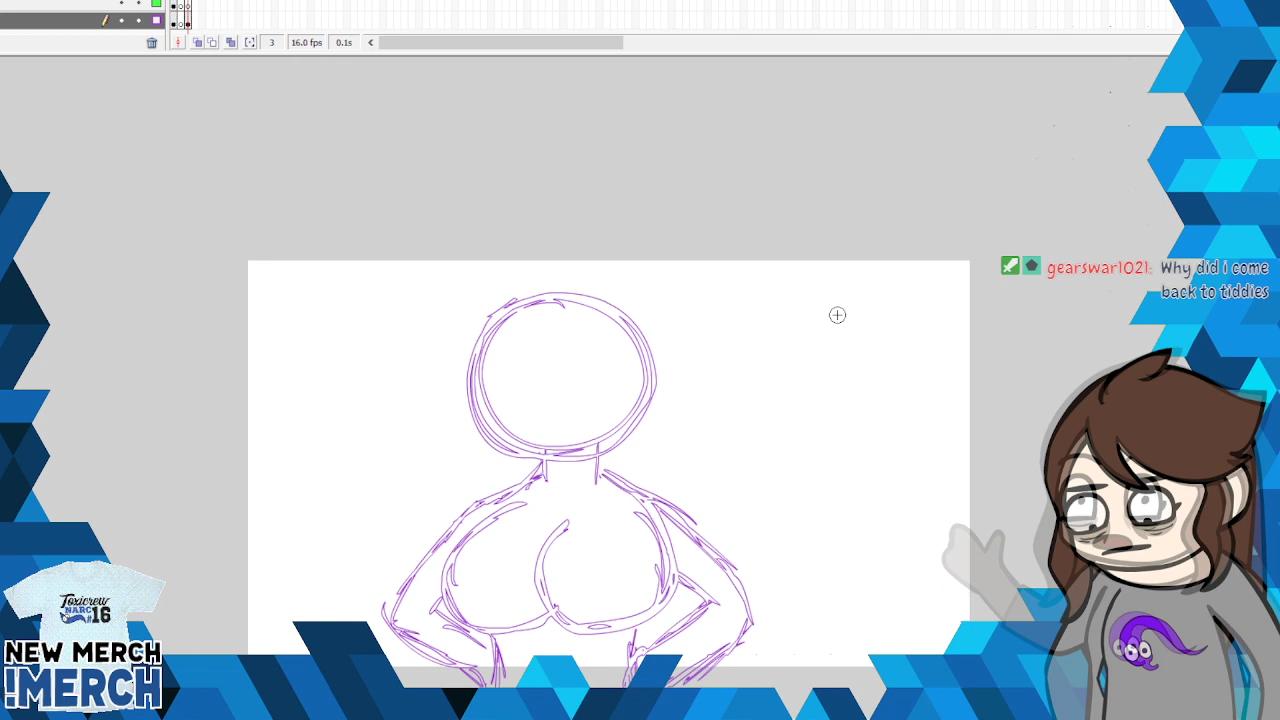 3 16.0 fps 0.1s
gearswar1021: Why did i come
back to tiddies
Toxicrew
NARC
#16
NEW MERCH
!MERCH